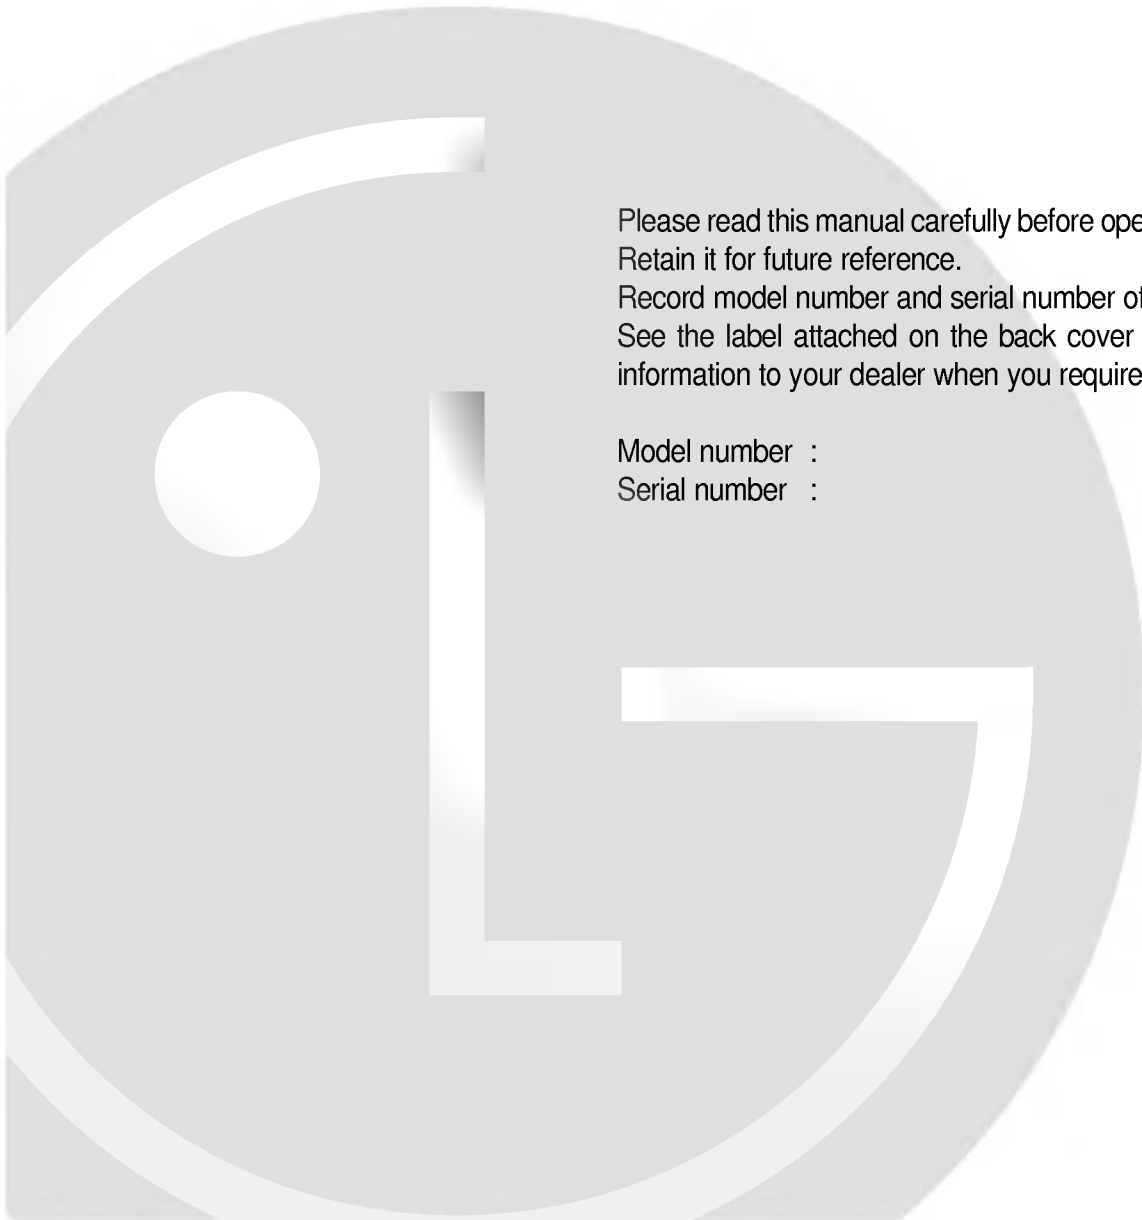 Please read this manual carefully before ope
Retain it for future reference.
Record model number and serial number of
See the label attached on the back cover
information to your dealer when you require
Model number :
Serial number :